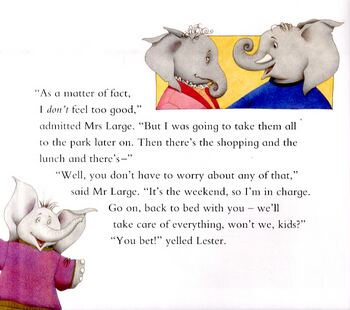 “As a matter of fact,
I don’t feel too good,”
admitted Mrs Large. “But I was going to take them all
to the park later on. Then there’s the shopping and the
lunch and there’s–”
“Well, you don’t have to worry about any of that,”
said Mr Large. “It’s the weekend, so I’m in charge.
Go on, back to bed with you – we’ll
take care of everything, won’t we, kids?”
“You bet!” yelled Lester.